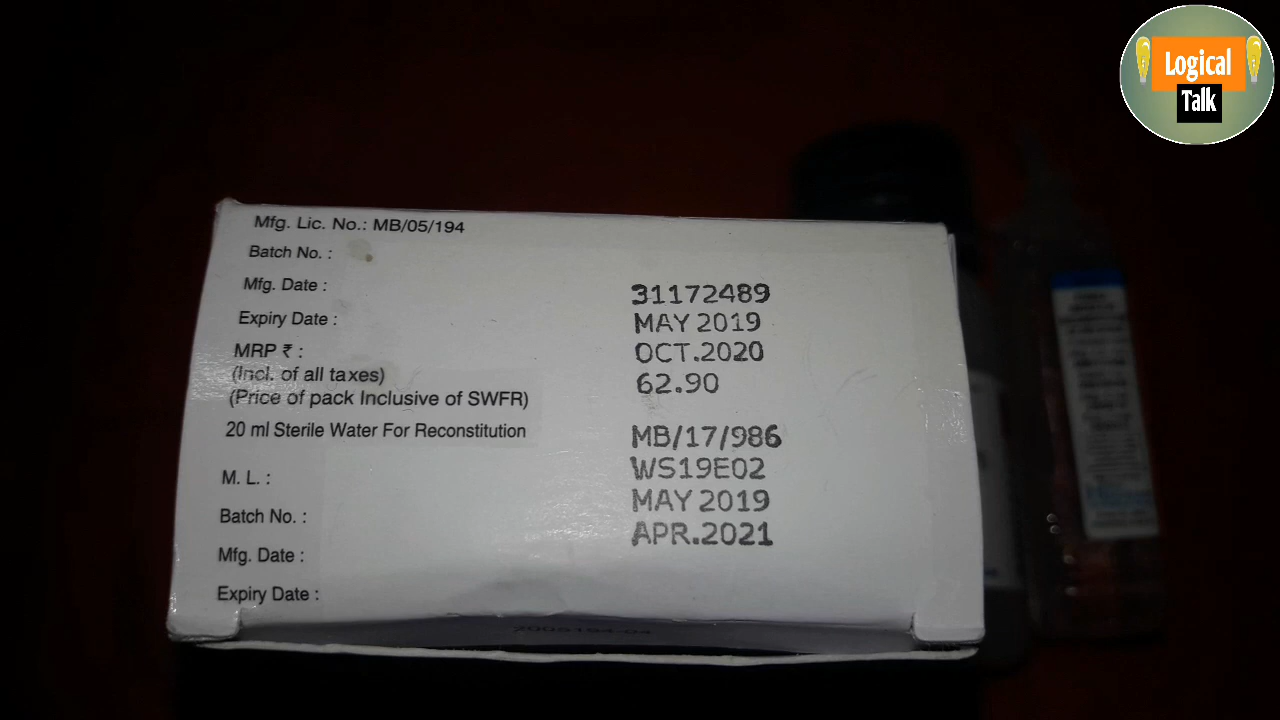 Logical
Talk
Mfg. Lic. No.: MB/05/194
Batch No. :
Mfg. Date :
31172489
Expiry Date :
MAY 2019
MRP ₹ :
OCT.2020
(Incl. of all taxes)
62.90
(Price of pack Inclusive of SWFR)
20 ml Sterile Water For Reconstitution
MB/17/986
M. L. :
WS19E02
Batch No. :
MAY 2019
Mfg. Date :
APR.2021
Expiry Date :